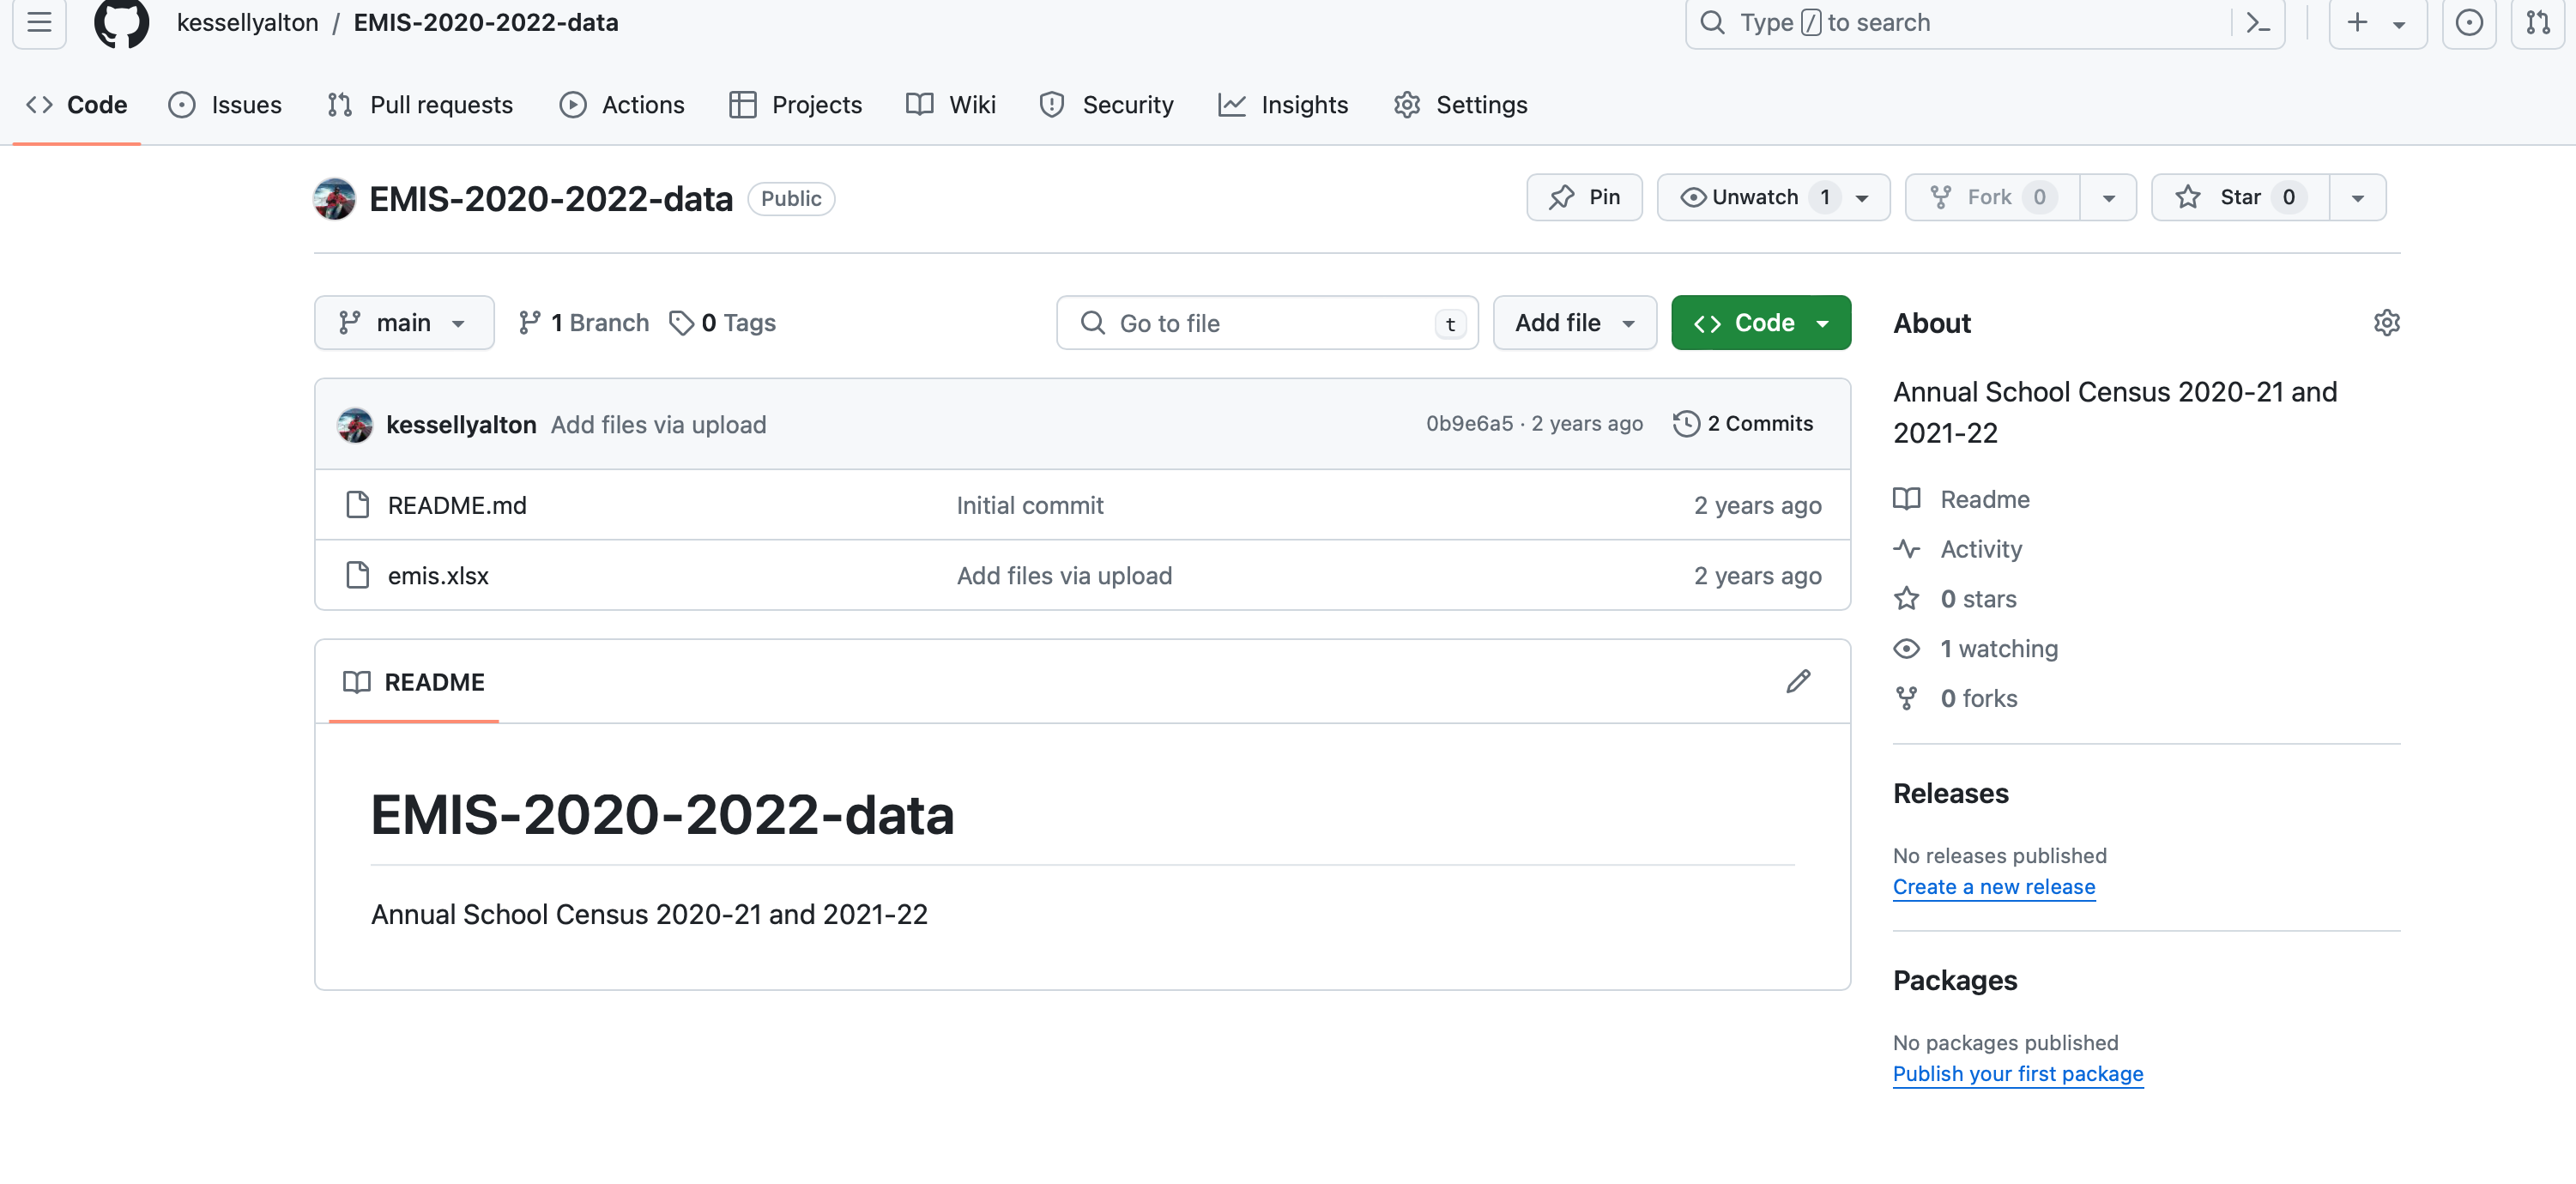 kessellyalton / EMIS-2020-2022-data
Type / to search
Code Issues Pull requests Actions Projects Wiki Security Insights Settings
EMIS-2020-2022-data Public
Pin Unwatch 1 Fork 0 Star 0
main 1 Branch 0 Tags Go to file t Add file Code
kessellyalton Add files via upload 0b9e6a5 · 2 years ago 2 Commits
README.md Initial commit 2 years ago
emis.xlsx Add files via upload 2 years ago
README
EMIS-2020-2022-data
Annual School Census 2020-21 and 2021-22
About
Annual School Census 2020-21 and
2021-22
Readme
Activity
0 stars
1 watching
0 forks
Releases
No releases published
Create a new release
Packages
No packages published
Publish your first package